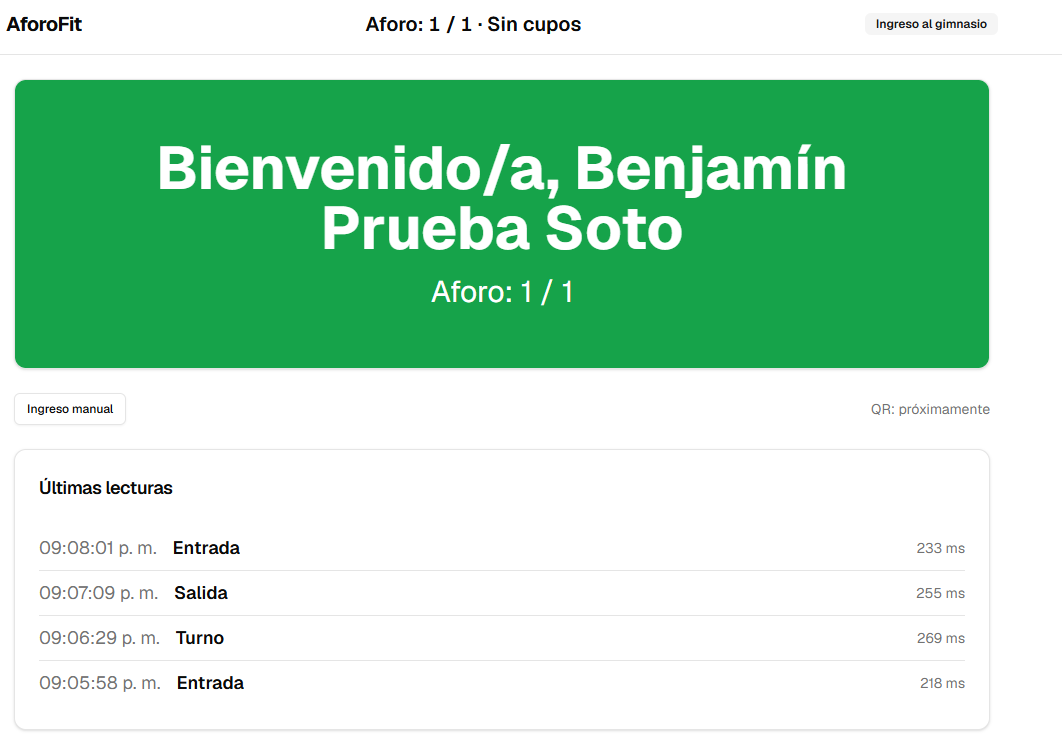 AforoFit
Aforo: 1 / 1 · Sin cupos
Ingreso al gimnasio
Bienvenido/a, Benjamín
Prueba Soto
Aforo: 1 / 1
Ingreso manual
QR: próximamente
Últimas lecturas
09:08:01 p. m. Entrada 233 ms
09:07:09 p. m. Salida 255 ms
09:06:29 p. m. Turno 269 ms
09:05:58 p. m. Entrada 218 ms